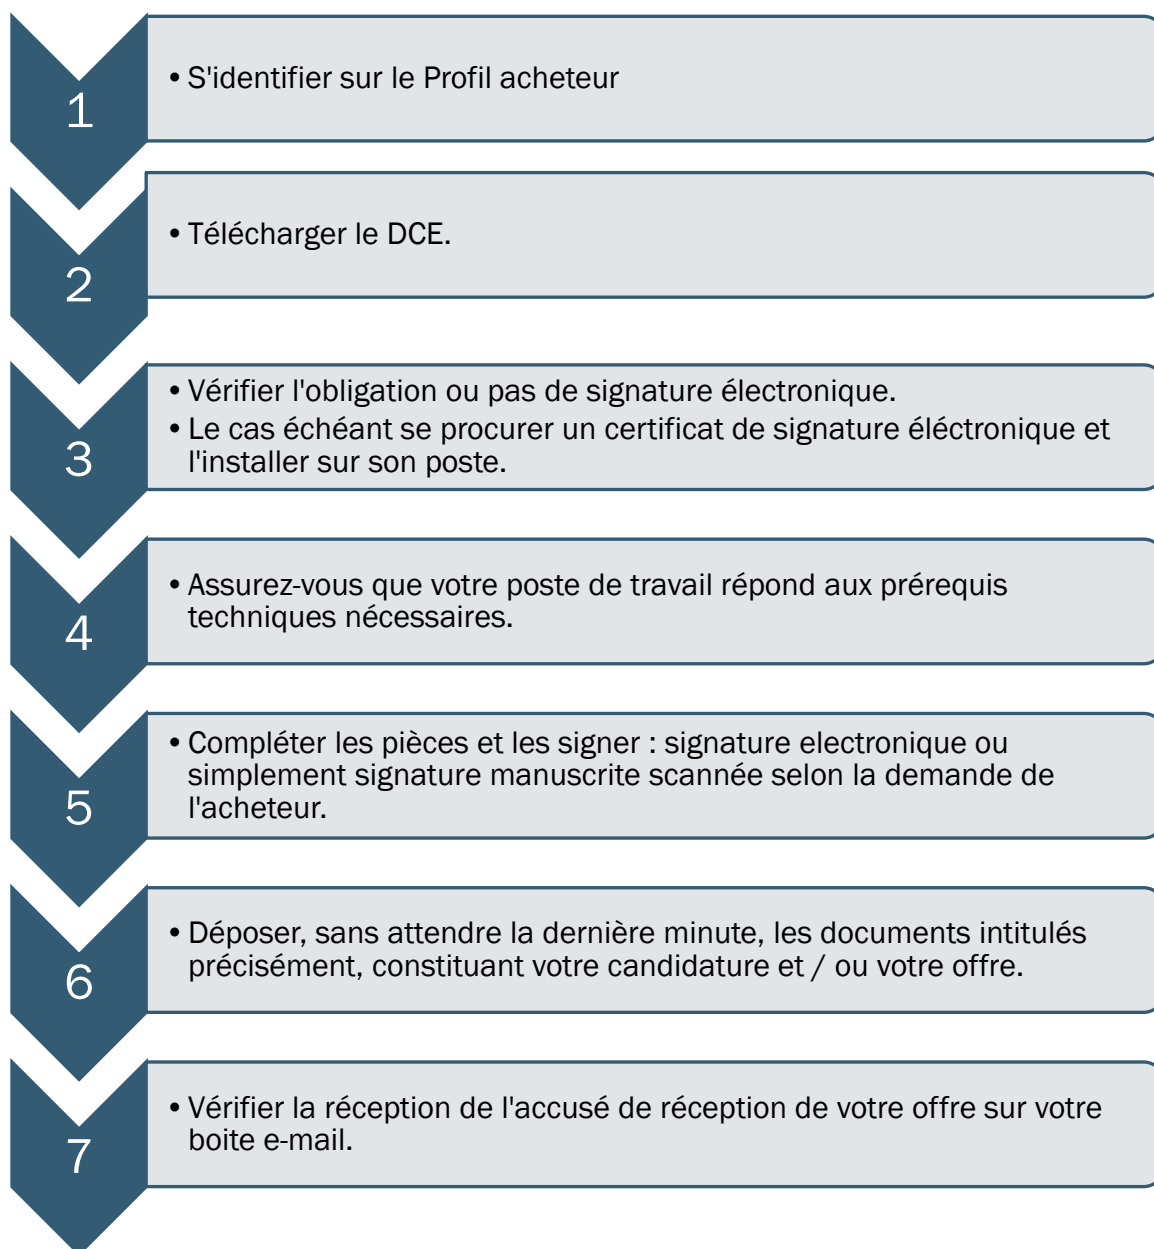 1
• S'identifier sur le Profil acheteur
2
• Télécharger le DCE.
3
• Vérifier l'obligation ou pas de signature électronique.
• Le cas échéant se procurer un certificat de signature éléctronique et
l'installer sur son poste.
4
• Assurez-vous que votre poste de travail répond aux prérequis
techniques nécessaires.
5
• Compléter les pièces et les signer : signature electronique ou
simplement signature manuscrite scannée selon la demande de
l'acheteur.
6
• Déposer, sans attendre la dernière minute, les documents intitulés
précisément, constituant votre candidature et / ou votre offre.
7
• Vérifier la réception de l'accusé de réception de votre offre sur votre
boite e-mail.